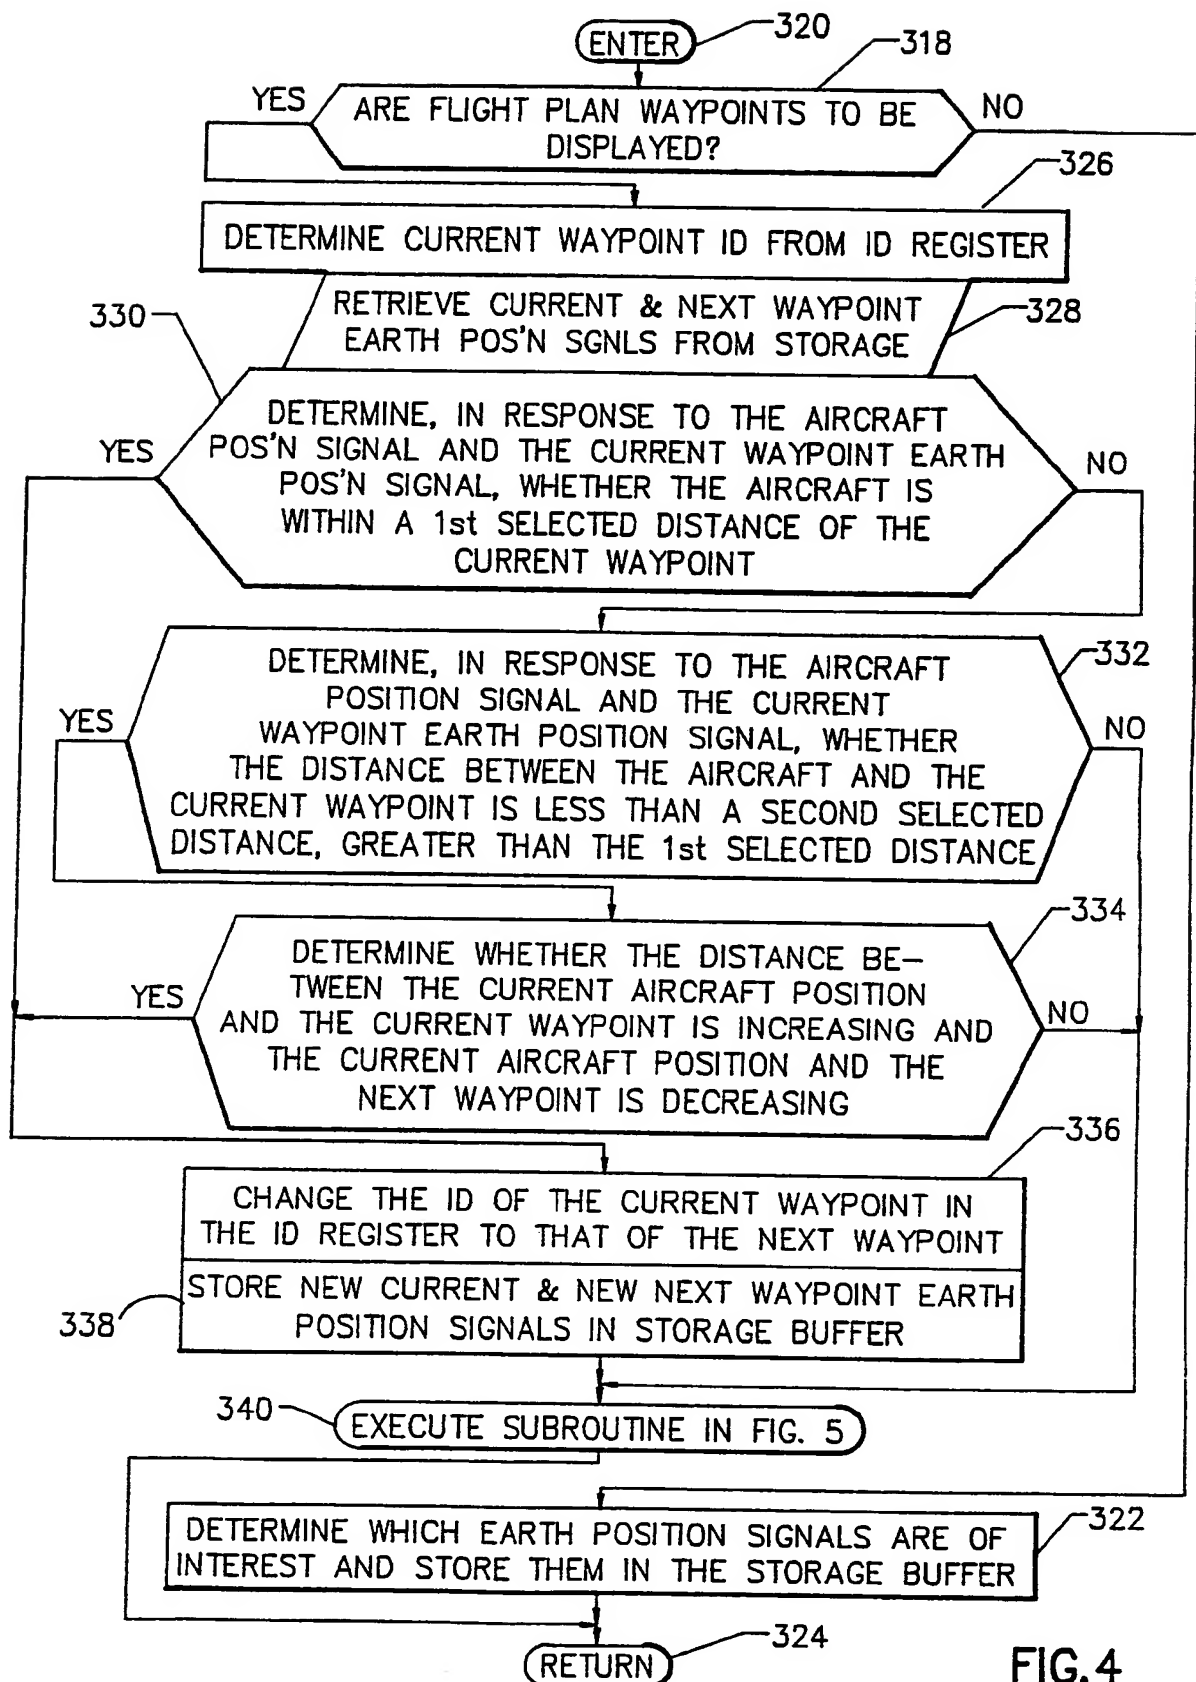 320
ENTER
318
YES
NO
ARE FLIGHT PLAN WAYPOINTS TO BE
DISPLAYED?
326
DETERMINE CURRENT WAYPOINT ID FROM ID REGISTER
RETRIEVE CURRENT & NEXT WAYPOINT
EARTH POS'N SGNLS FROM STORAGE
328
330
DETERMINE, IN RESPONSE TO THE AIRCRAFT
POS'N SIGNAL AND THE CURRENT WAYPOINT EARTH
POS'N SIGNAL, WHETHER THE AIRCRAFT IS
WITHIN A 1st SELECTED DISTANCE OF THE
CURRENT WAYPOINT
YES
NO
332
DETERMINE, IN RESPONSE TO THE AIRCRAFT
POSITION SIGNAL AND THE CURRENT
WAYPOINT EARTH POSITION SIGNAL, WHETHER
THE DISTANCE BETWEEN THE AIRCRAFT AND THE
CURRENT WAYPOINT IS LESS THAN A SECOND SELECTED
DISTANCE, GREATER THAN THE 1st SELECTED DISTANCE
YES
NO
334
DETERMINE WHETHER THE DISTANCE BE-
TWEEN THE CURRENT AIRCRAFT POSITION
AND THE CURRENT WAYPOINT IS INCREASING AND
THE CURRENT AIRCRAFT POSITION AND THE
NEXT WAYPOINT IS DECREASING
YES
NO
336
CHANGE THE ID OF THE CURRENT WAYPOINT IN
THE ID REGISTER TO THAT OF THE NEXT WAYPOINT
STORE NEW CURRENT & NEW NEXT WAYPOINT EARTH
POSITION SIGNALS IN STORAGE BUFFER
338
340
EXECUTE SUBROUTINE IN FIG. 5
322
DETERMINE WHICH EARTH POSITION SIGNALS ARE OF
INTEREST AND STORE THEM IN THE STORAGE BUFFER
324
RETURN
FIG.4